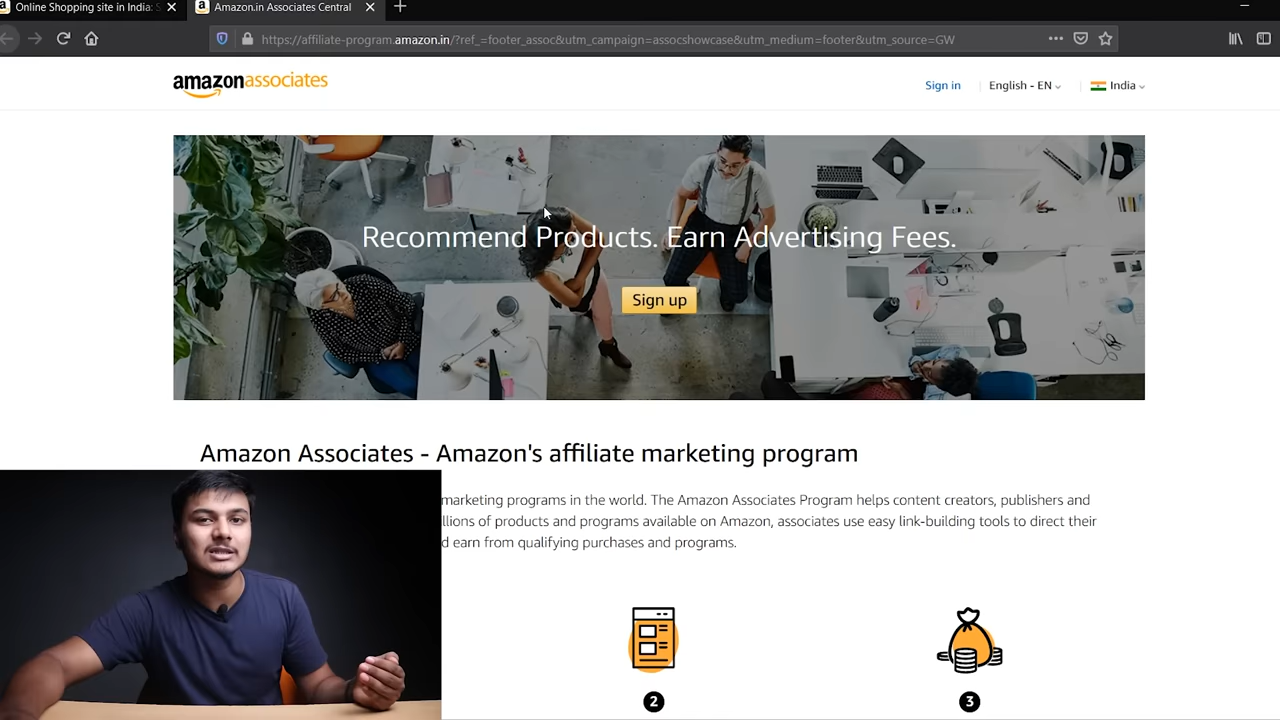 Online Shopping site in India: S
Amazon.in Associates Central
https://affiliate-program.amazon.in/?ref_=footer_assoc&utm_campaign=assocshowcase&utm_medium=footer&utm_source=GW
amazonassociates
Sign in
English - EN
India
Recommend Products. Earn Advertising Fees.
Sign up
Amazon Associates - Amazon's affiliate marketing program
marketing programs in the world. The Amazon Associates Program helps content creators, publishers and
llions of products and programs available on Amazon, associates use easy link-building tools to direct their
d earn from qualifying purchases and programs.
2
3